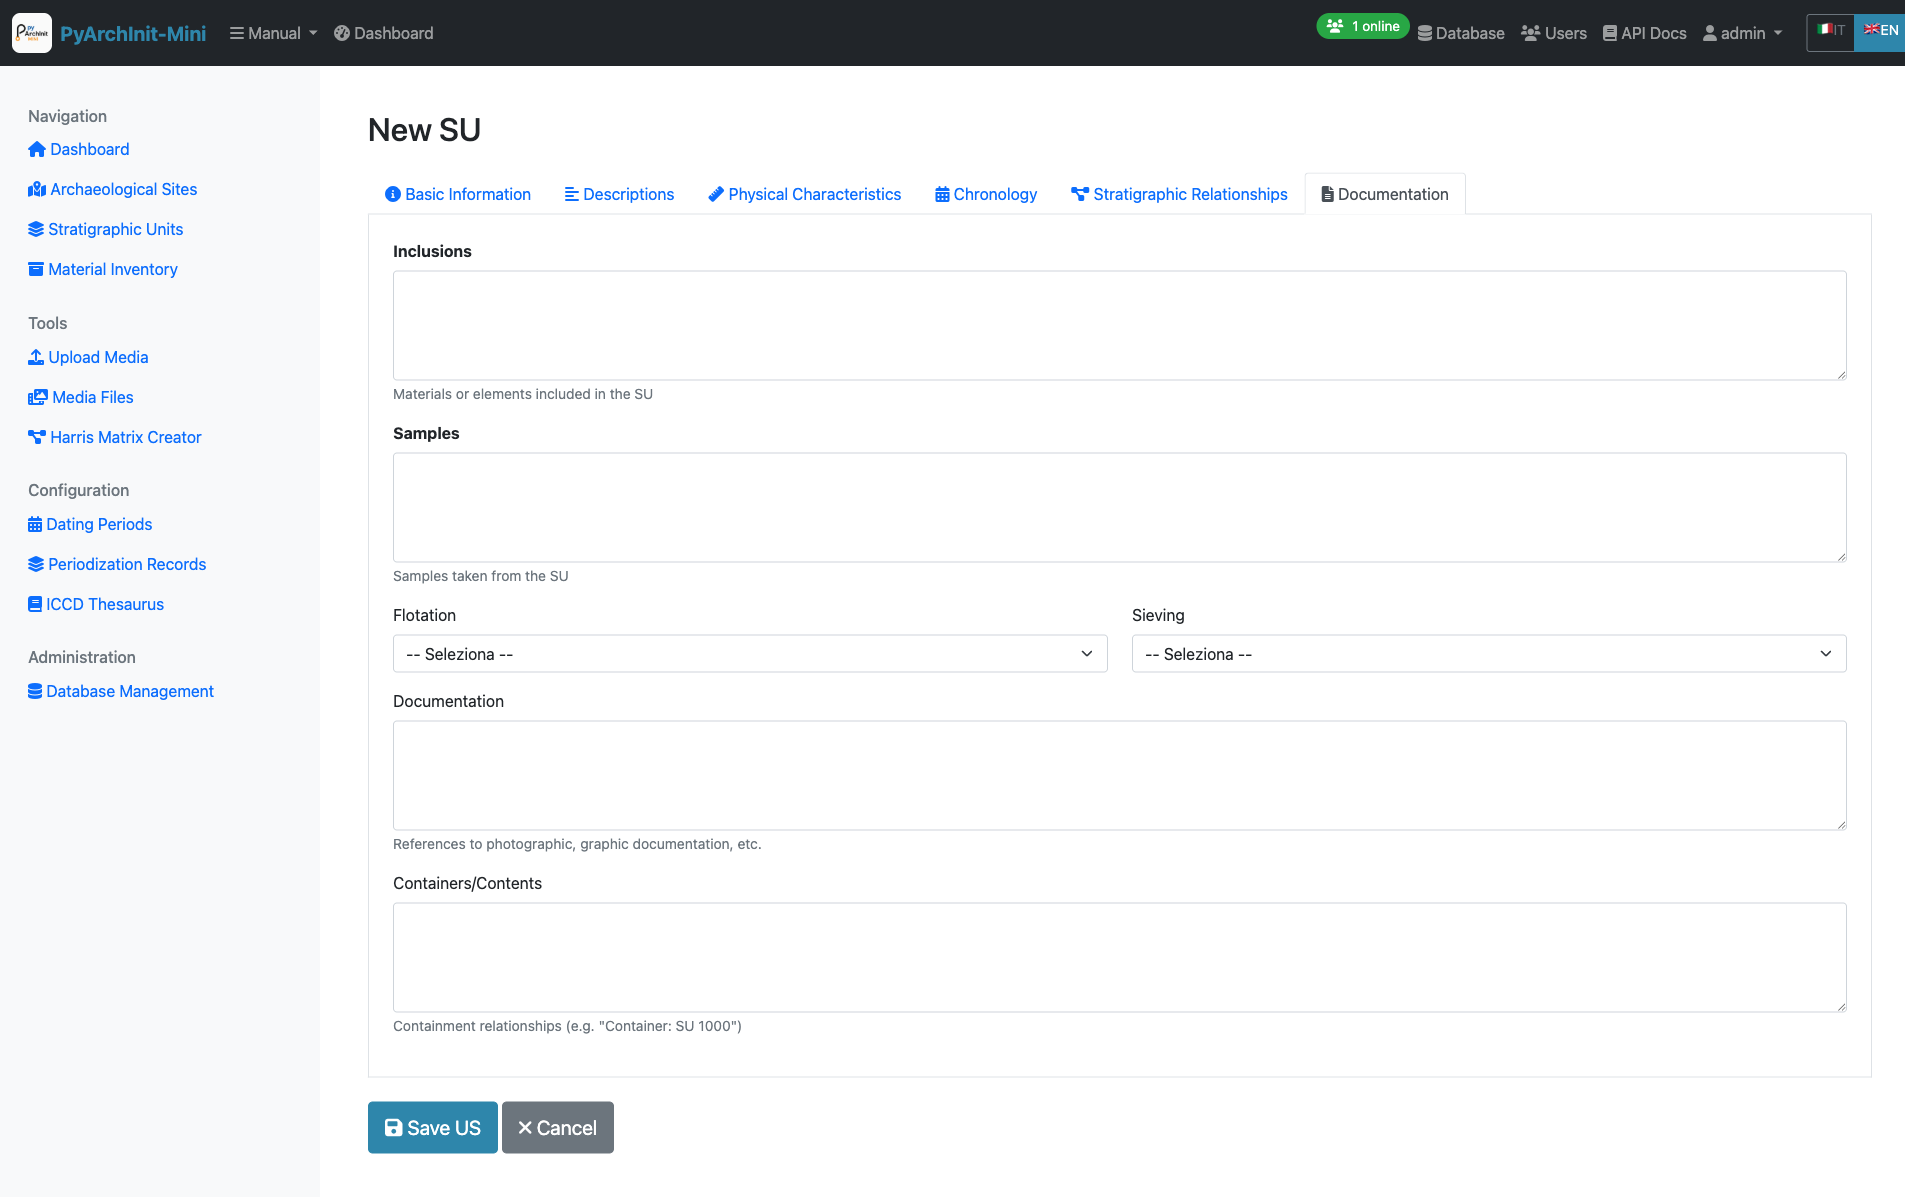 PyArchInit-Mini
Manual
Dashboard
1 online
Database
Users
API Docs
admin
IT
EN
Navigation
Dashboard
Archaeological Sites
Stratigraphic Units
Material Inventory
Tools
Upload Media
Media Files
Harris Matrix Creator
Configuration
Dating Periods
Periodization Records
ICCD Thesaurus
Administration
Database Management
New SU
Basic Information
Descriptions
Physical Characteristics
Chronology
Stratigraphic Relationships
Documentation
Inclusions
Materials or elements included in the SU
Samples
Samples taken from the SU
Flotation
Sieving
-- Seleziona --
-- Seleziona --
Documentation
References to photographic, graphic documentation, etc.
Containers/Contents
Containment relationships (e.g. "Container: SU 1000")
Save US
Cancel